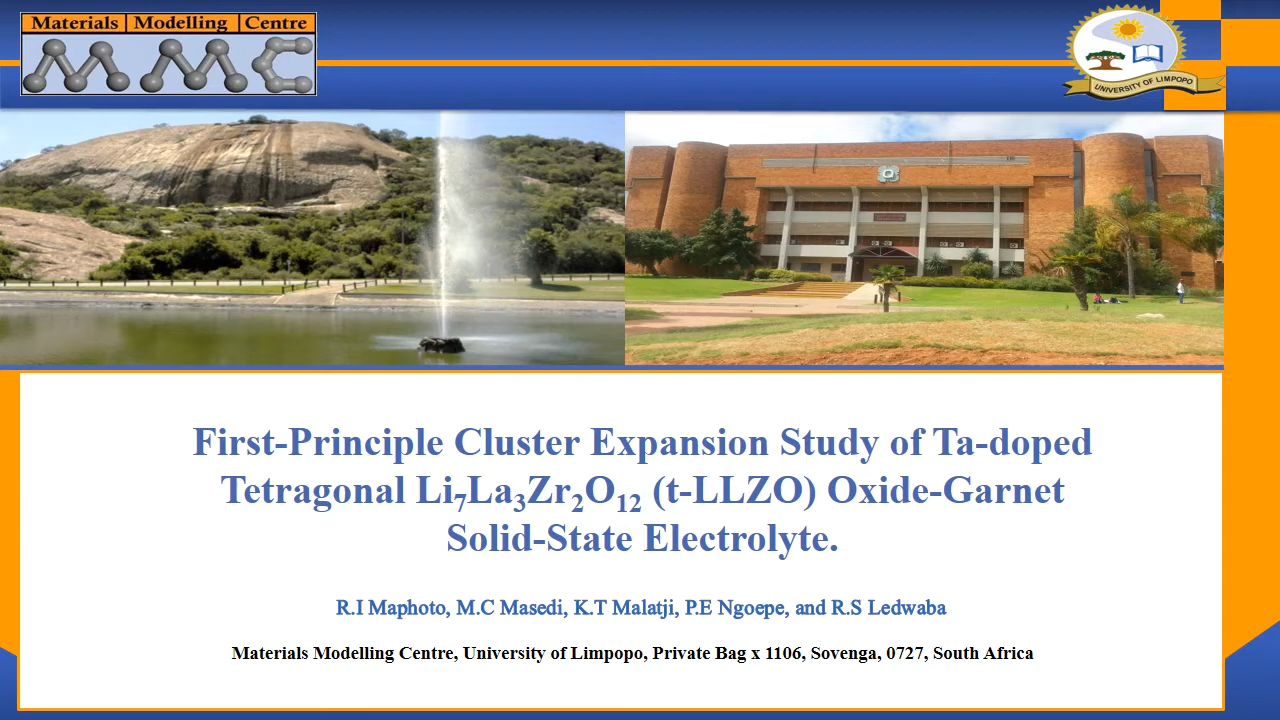 Materials | Modelling | Centre
MMC
UNIVERSITY OF LIMPOPO
First-Principle Cluster Expansion Study of Ta-doped
Tetragonal Li₇La₃Zr₂O₁₂ (t-LLZO) Oxide-Garnet
Solid-State Electrolyte.
R.I Maphoto, M.C Masedi, K.T Malatji, P.E Ngoepe, and R.S Ledwaba
Materials Modelling Centre, University of Limpopo, Private Bag x 1106, Sovenga, 0727, South Africa